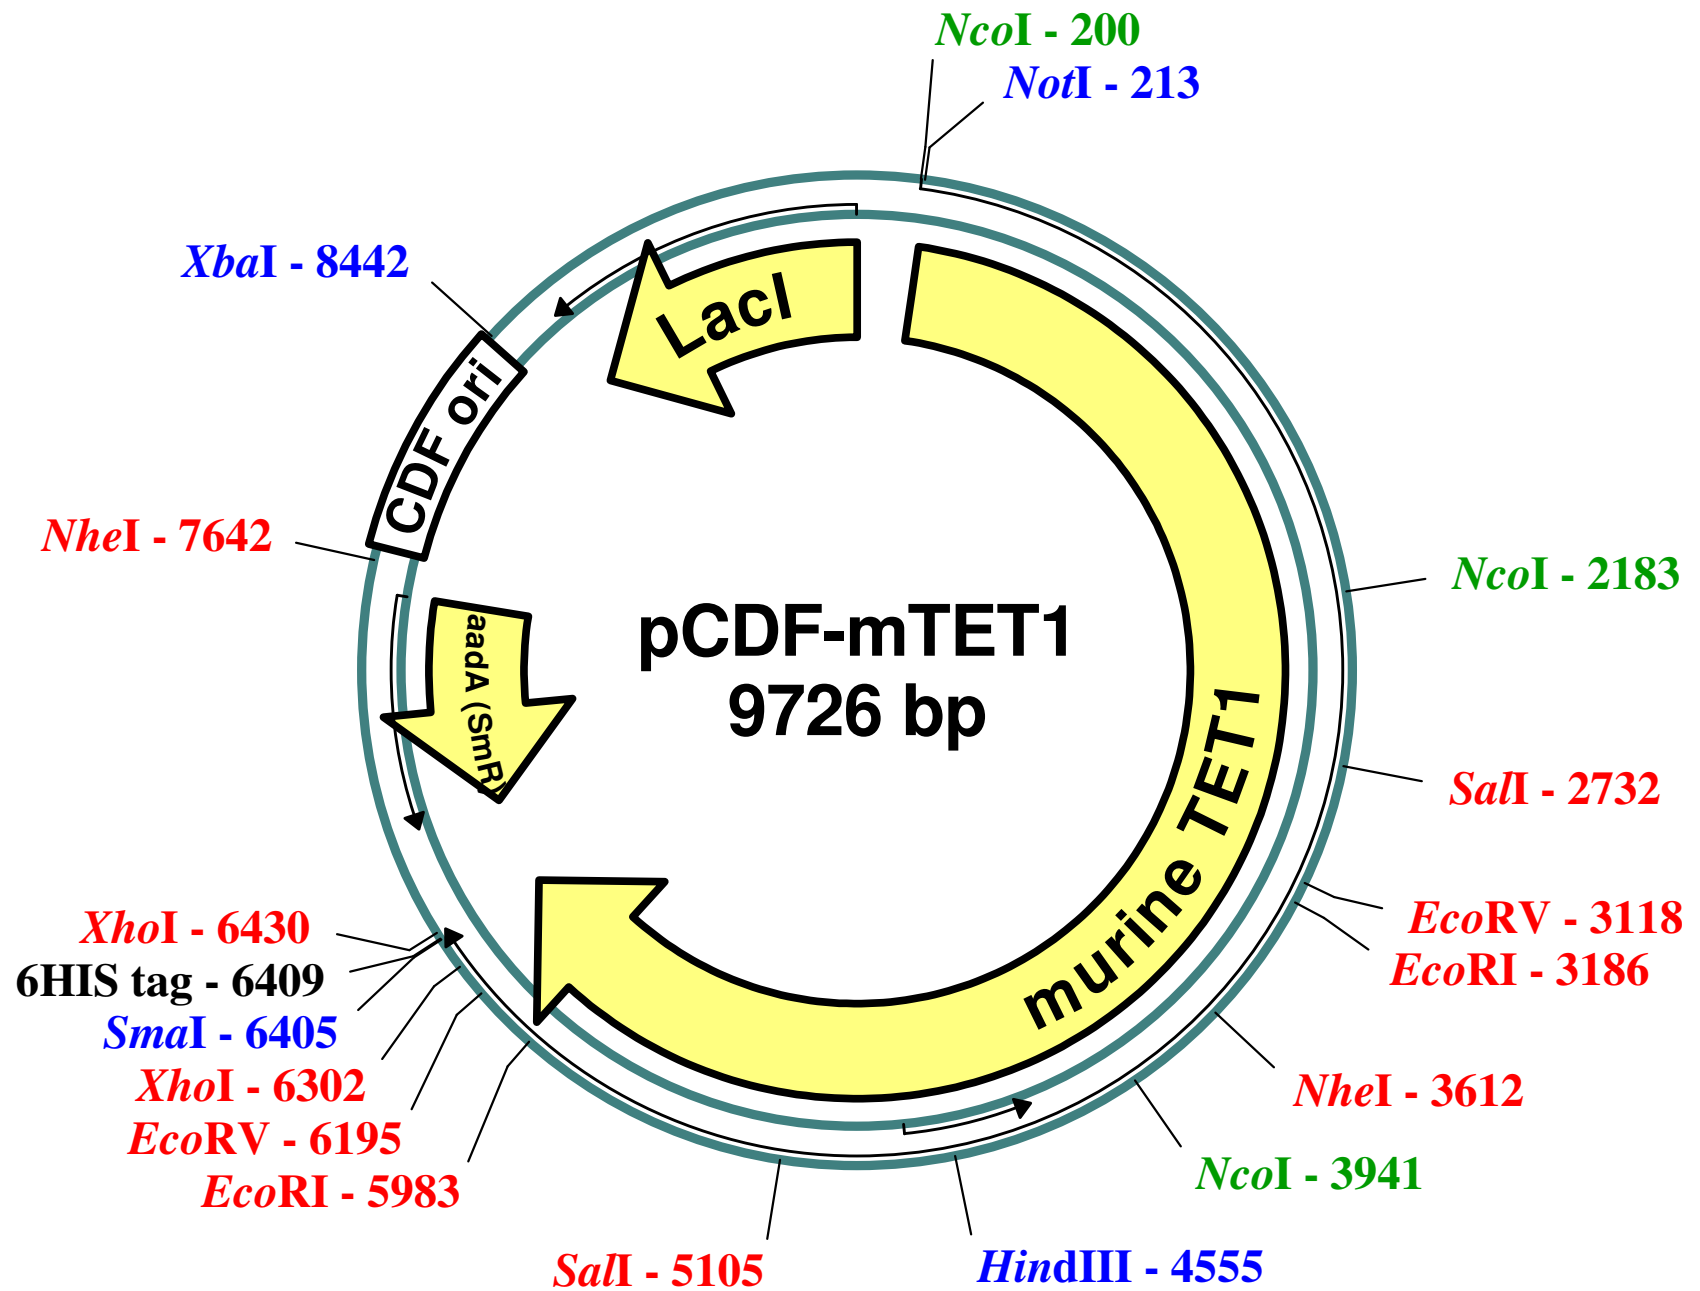 NcoI - 200
NotI - 213
XbaI - 8442
LacI
CDF ori
NheI - 7642
NcoI - 2183
pCDF-mTET1
9726 bp
aadA (SmR)
murine TET1
SalI - 2732
EcoRV - 3118
EcoRI - 3186
XhoI - 6430
6HIS tag - 6409
SmaI - 6405
XhoI - 6302
EcoRV - 6195
EcoRI - 5983
NheI - 3612
NcoI - 3941
SalI - 5105
HindIII - 4555